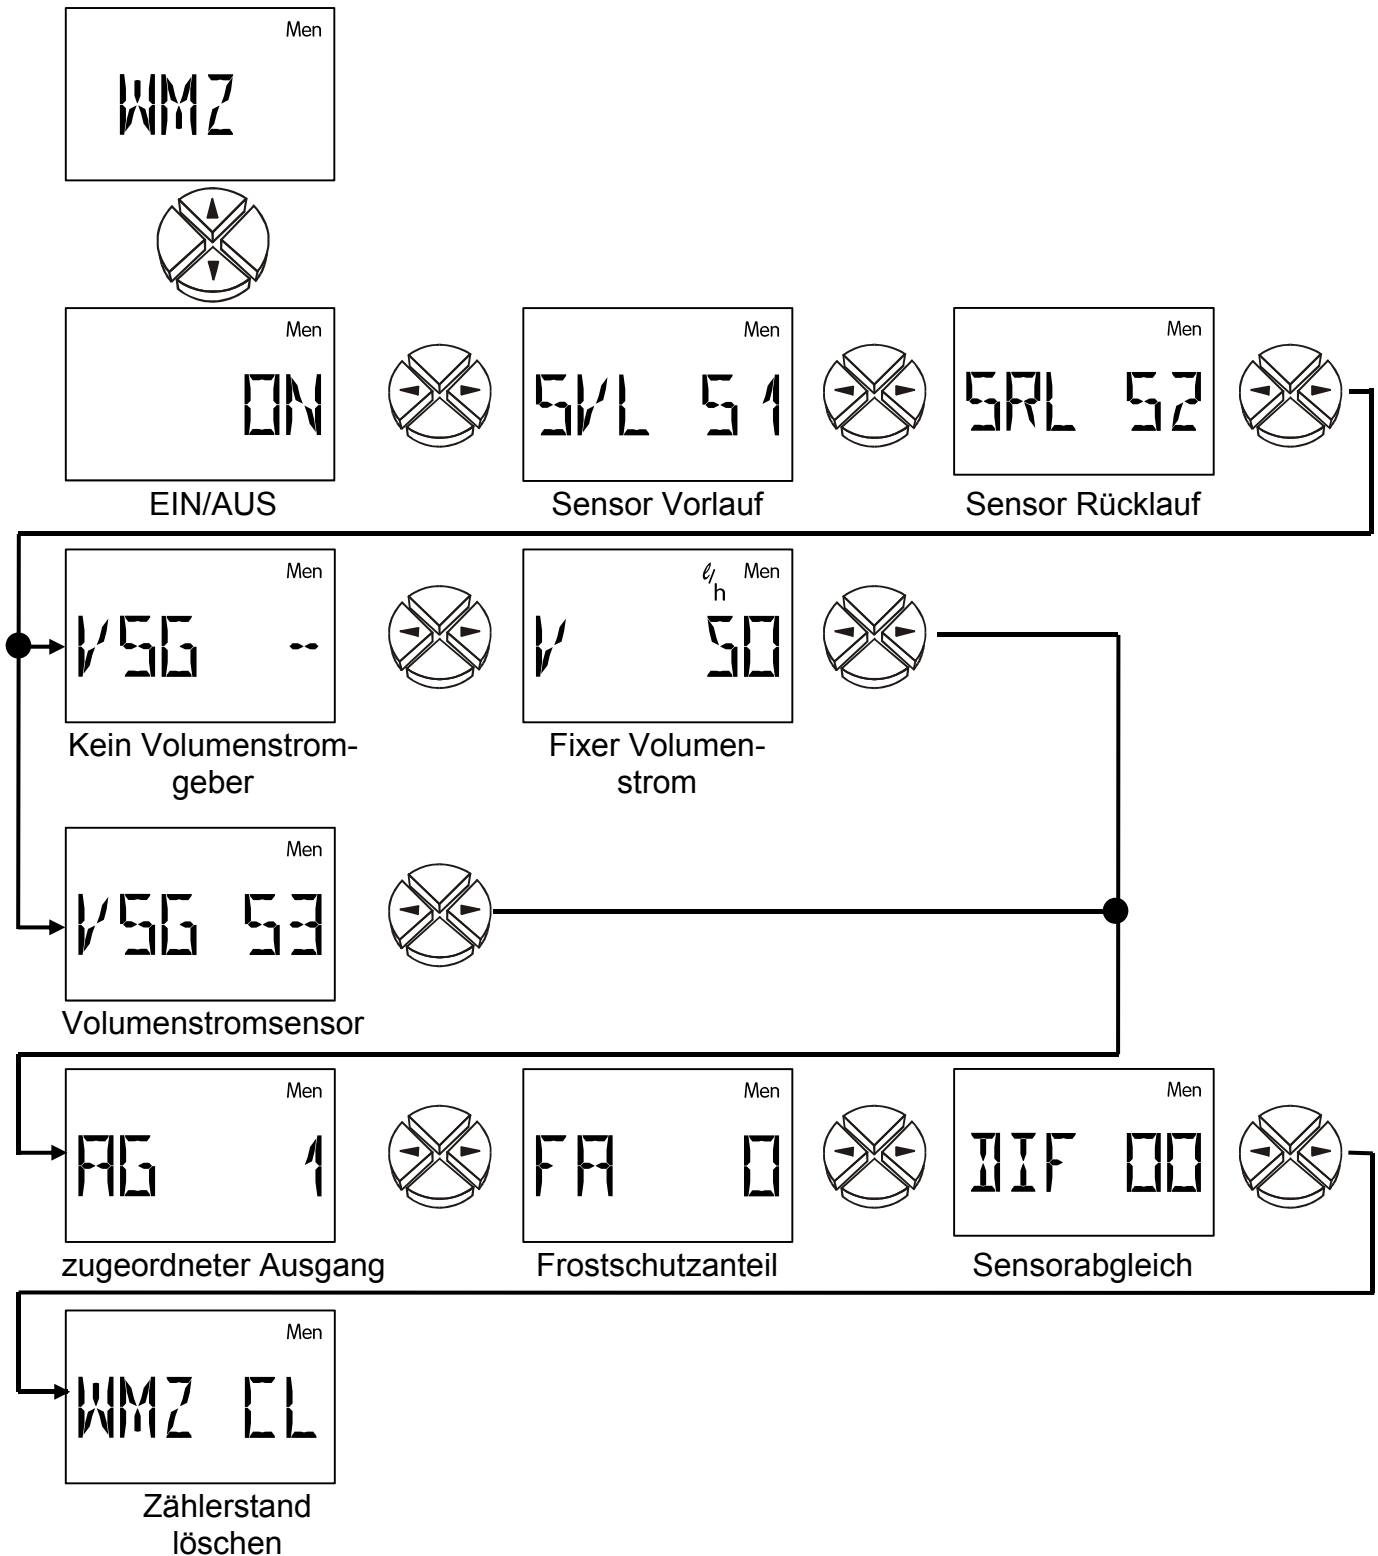 Men
WMZ
Men
ON
EIN/AUS
Men
SVL S1
Sensor Vorlauf
Men
SRL S2
Sensor Rücklauf
Men
VSG --
Kein Volumenstrom-
geber
l/h Men
V 50
Fixer Volumen-
strom
Men
VSG S3
Volumenstromsensor
Men
AG 1
zugeordneter Ausgang
Men
FA 0
Frostschutzanteil
Men
DIF 00
Sensorabgleich
Men
WMZ CL
Zählerstand
löschen